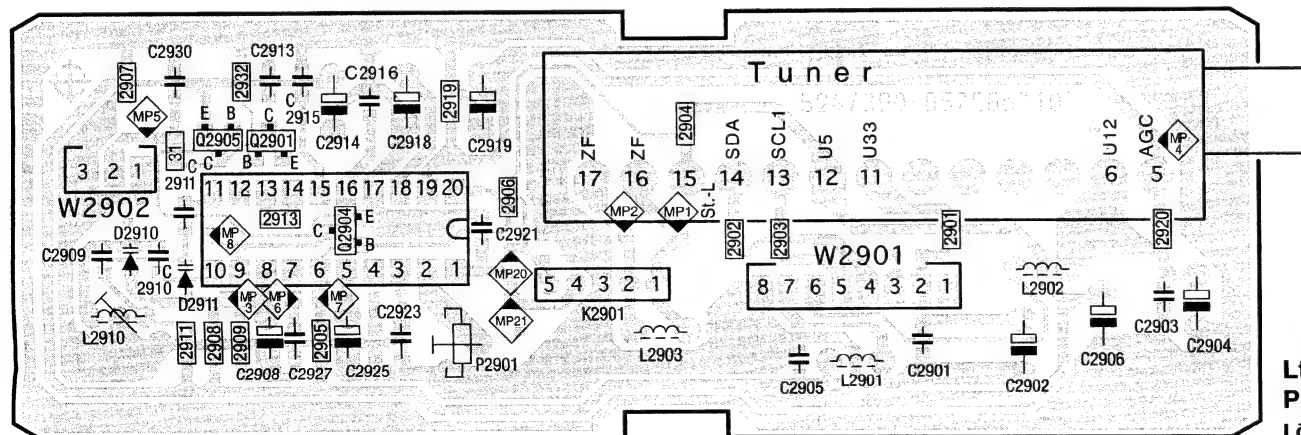 C2930 C2913
2907 2932 C2916 2919
C 2915
Tuner
MP5 E B C C2914 C2918 C2919
Q2905 Q2901
31 C B E
2904
ZF ZF SDA SCL1 U5 U33 U12 AGC MP4
17 16 15 14 13 12 11 6 5
St.-L
3 2 1
C 2911
W2902
11 12 13 14 15 16 17 18 19 20
2906
MP2 MP1
2913 E
MP8 C Q2904 B
C2921
2902 2903 2901 2920
C2909 D2910
C 2910
D2911
10 9 8 7 6 5 4 3 2 1
MP20
W2901
5 4 3 2 1
8 7 6 5 4 3 2 1
K2901
L2902
MP3 MP6 MP7
MP21
L2910
C2923
2911 2908 2909 2905
C2903
C2904
P2901
L2903
C2906
C2908 C2927 C2925
C2905 L2901 C2901 C2902
Lt
P
Lö